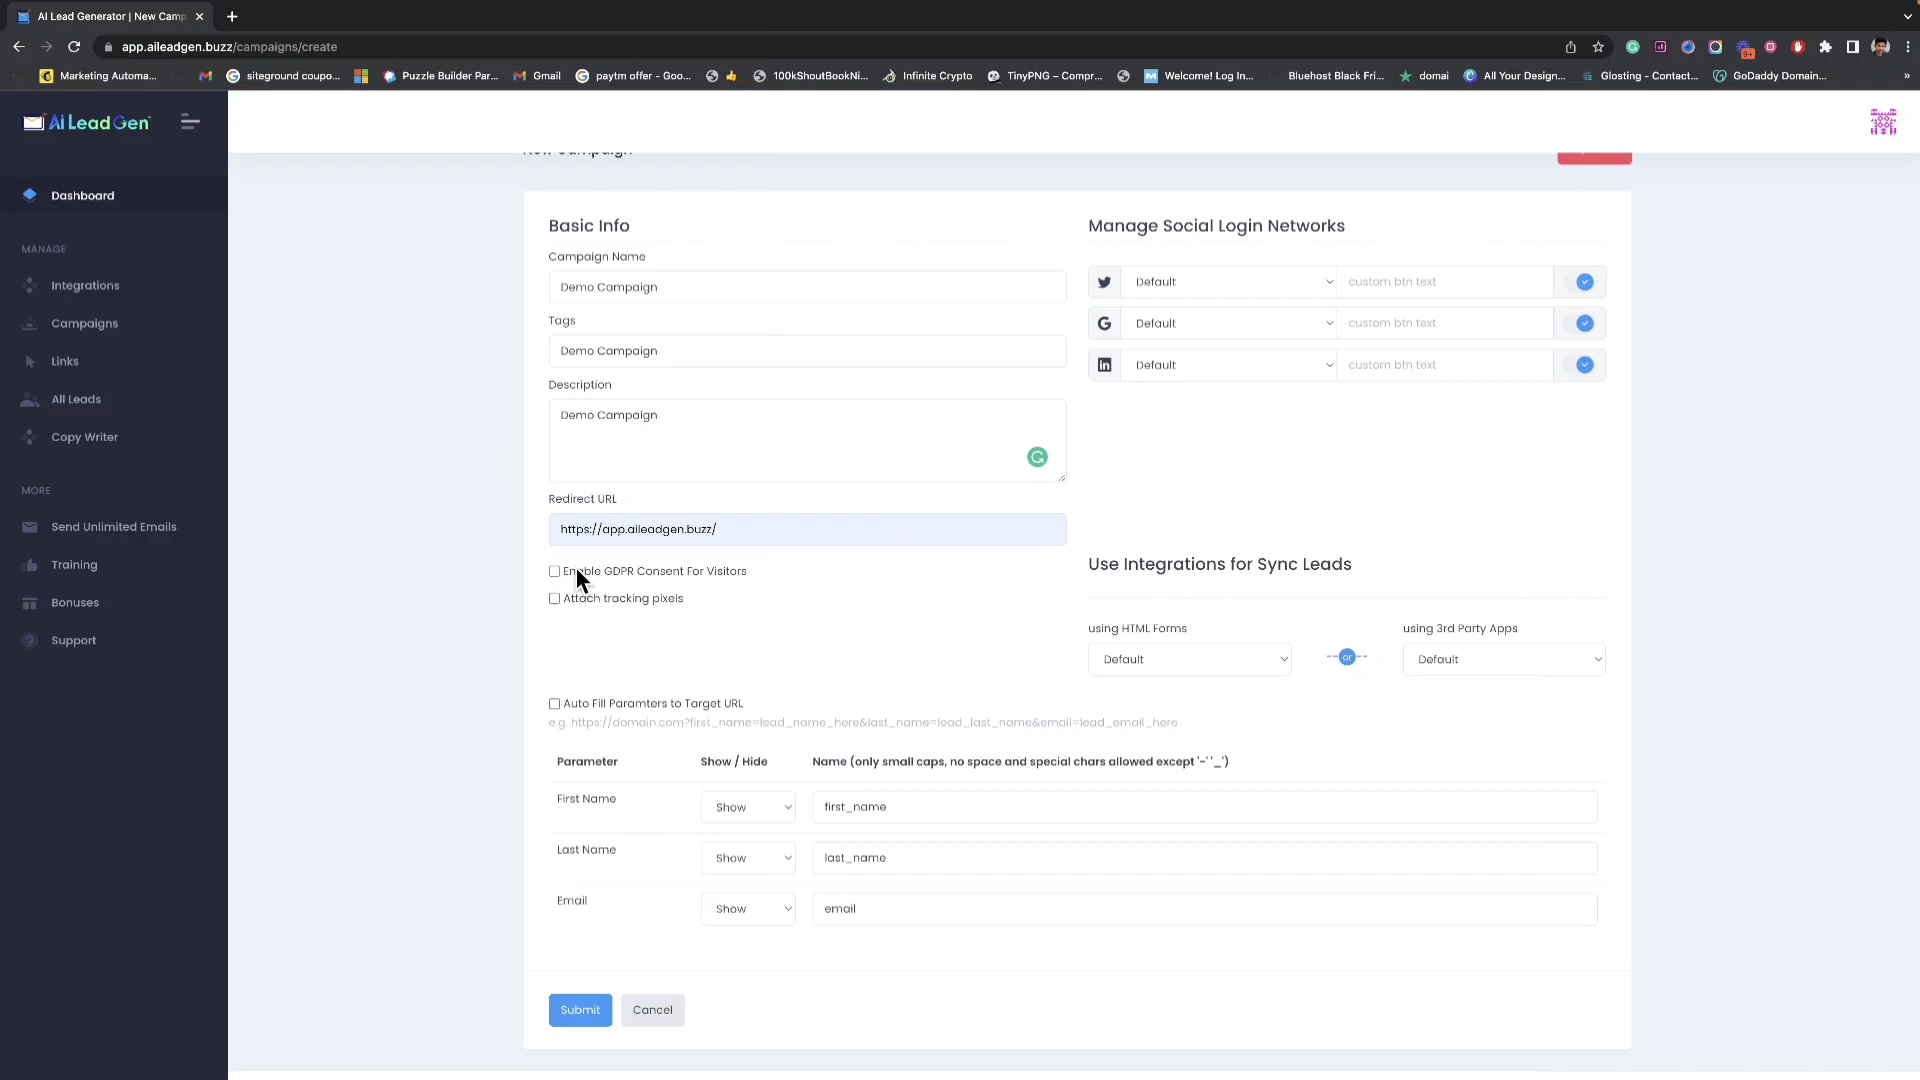 AI Lead Generator | New Camp
app.aileadgen.buzz/campaigns/create
9+
Marketing Automa...
siteground coupo...
Puzzle Builder Par...
Gmail
paytm offer - Goo...
100kShoutBookNi...
Infinite Crypto
TinyPNG – Compr...
Welcome! Log In...
Bluehost Black Fri...
domai
All Your Design...
Glosting - Contact...
GoDaddy Domain...
»
Ai Lead Gen
New Campaign
Dashboard
MANAGE
Integrations
Campaigns
Links
All Leads
Copy Writer
MORE
Send Unlimited Emails
Training
Bonuses
Support
Basic Info
Campaign Name
Demo Campaign
Tags
Demo Campaign
Description
Demo Campaign
Redirect URL
https://app.aileadgen.buzz/
Enable GDPR Consent For Visitors
Attach tracking pixels
Manage Social Login Networks
Default
custom btn text
Default
custom btn text
Default
custom btn text
Use Integrations for Sync Leads
using HTML Forms
Default
or
using 3rd Party Apps
Default
Auto Fill Paramters to Target URL
e.g. https://domain.com?first_name=lead_name_here&last_name=lead_last_name&email=lead_email_here
Parameter Show / Hide Name (only small caps, no space and special chars allowed except '-' '_')
First Name Show first_name
Last Name Show last_name
Email Show email
Submit
Cancel